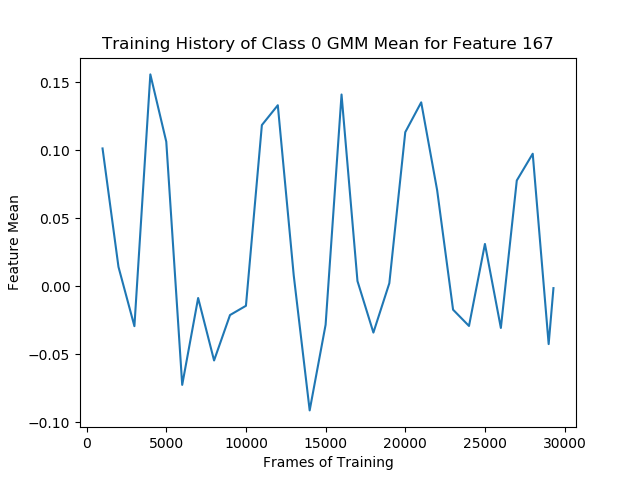 Training History of Class 0 GMM Mean for Feature 167
0.15
0.10
0.05
0.00
−0.05
−0.10
Feature Mean
0 5000 10000 15000 20000 25000 30000
Frames of Training